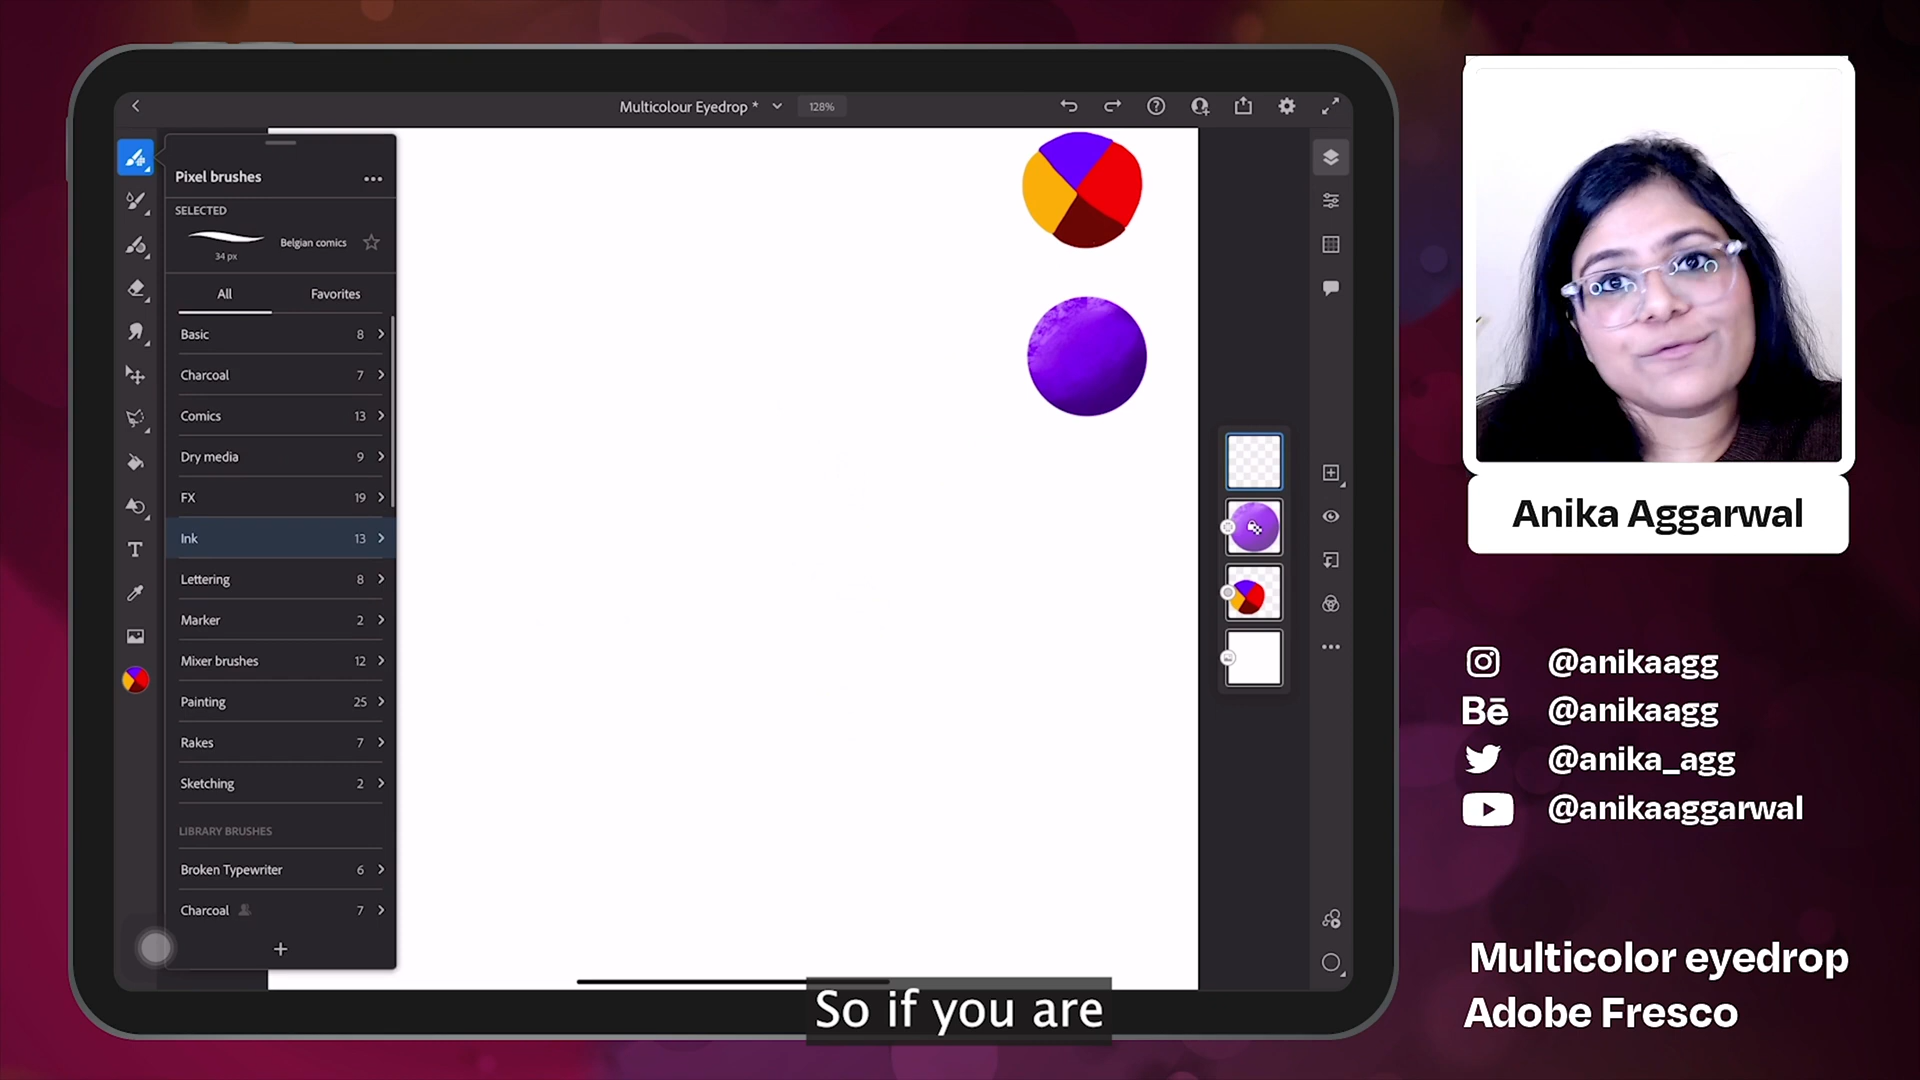 Multicolour Eyedrop *
128%
Pixel brushes
SELECTED
34 px
Belgian comics
All
Favorites
Basic 8
Charcoal 7
Comics 13
Dry media 9
FX 19
Ink 13
Lettering 8
Marker 2
Mixer brushes 12
Painting 25
Rakes 7
Sketching 2
LIBRARY BRUSHES
Broken Typewriter 6
Charcoal 7
So if you are
Anika Aggarwal
@anikaagg
Bē @anikaagg
@anika_agg
@anikaaggarwal
Multicolor eyedrop
Adobe Fresco